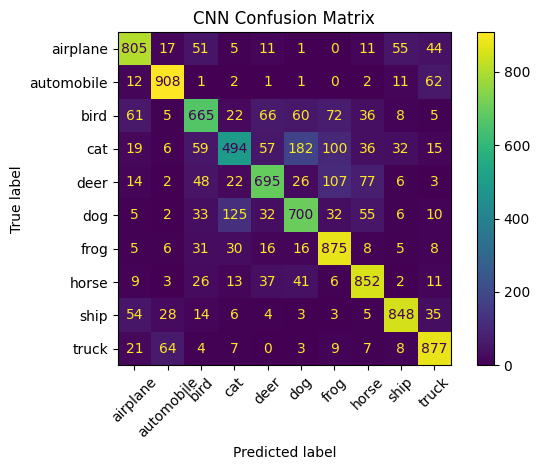 CNN Confusion Matrix
airplane 805 17 51 5 11 1 0 11 55 44
automobile 12 908 1 2 1 1 0 2 11 62
bird 61 5 665 22 66 60 72 36 8 5
cat 19 6 59 494 57 182 100 36 32 15
deer 14 2 48 22 695 26 107 77 6 3
dog 5 2 33 125 32 700 32 55 6 10
frog 5 6 31 30 16 16 875 8 5 8
horse 9 3 26 13 37 41 6 852 2 11
ship 54 28 14 6 4 3 3 5 848 35
truck 21 64 4 7 0 3 9 7 8 877
airplane automobile bird cat deer dog frog horse ship truck
Predicted label
True label
800
600
400
200
0